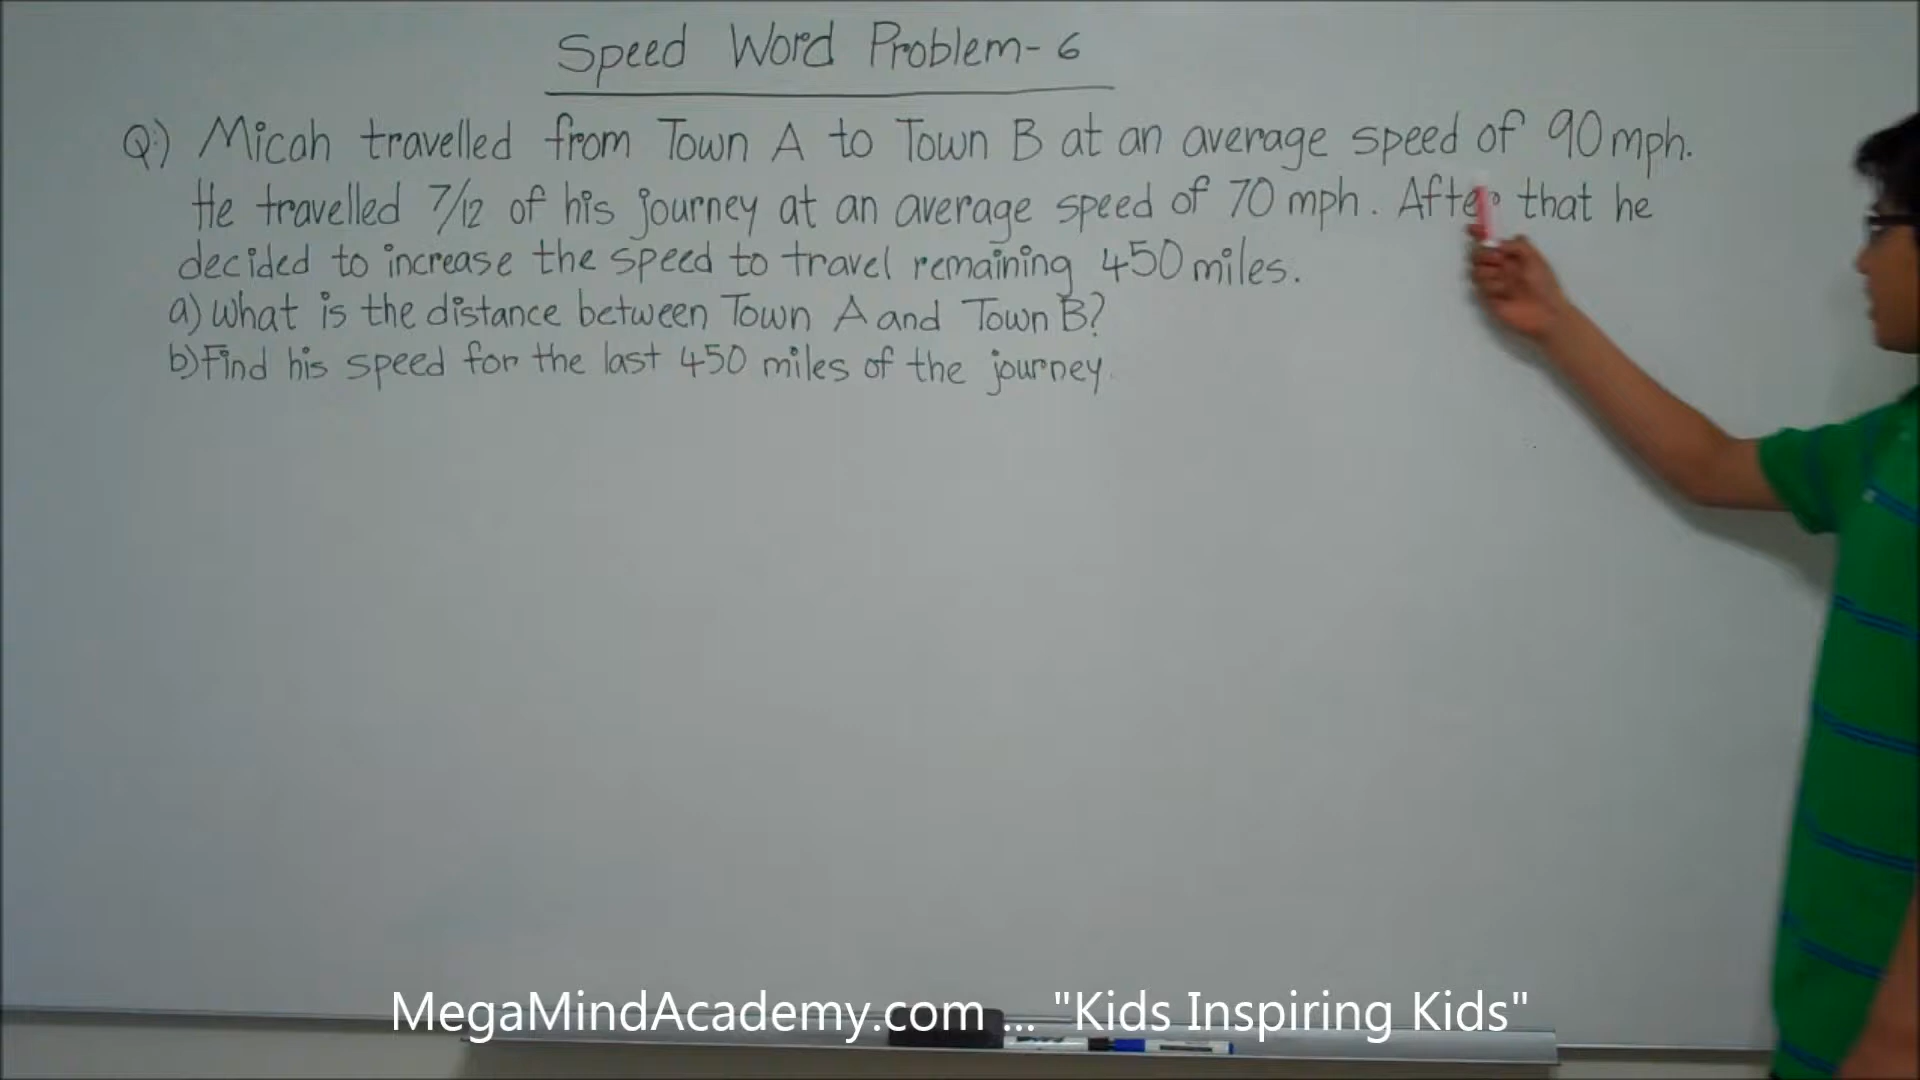 Speed Word Problem-6
Q:) Micah travelled from Town A to Town B at an average speed of 90 mph.
He travelled 7/12 of his journey at an average speed of 70 mph. After that he
decided to increase the speed to travel remaining 450 miles.
a) What is the distance between Town A and Town B?
b) Find his speed for the last 450 miles of the journey.
MegaMindAcademy.com ... "Kids Inspiring Kids"